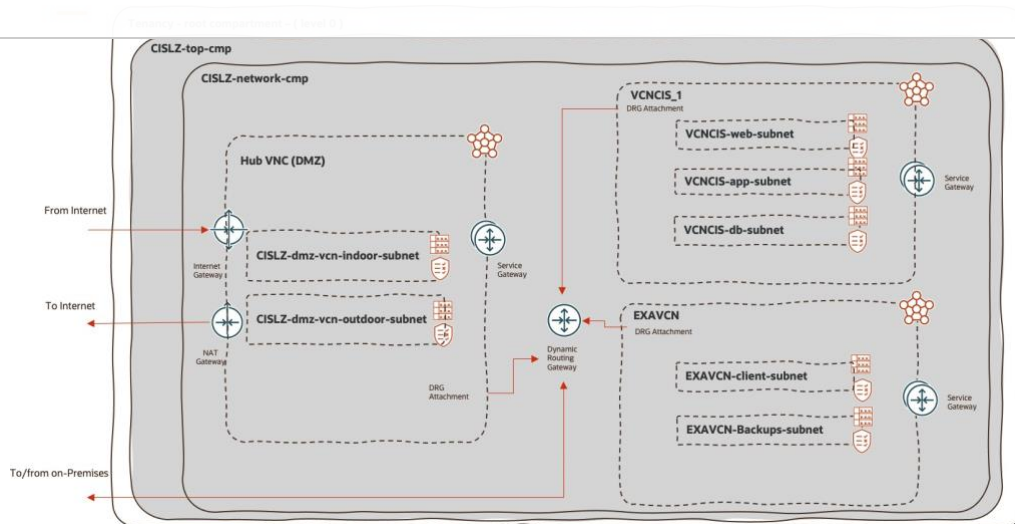 CISLZ-top-cmp
CISLZ-network-cmp
Hub VNC (DMZ)
From Internet
Internet
Gateway
CISLZ-dmz-vcn-indoor-subnet
Service
Gateway
To Internet
NAT
Gateway
CISLZ-dmz-vcn-outdoor-subnet
DRG
Attachment
To/from on-Premises
Dynamic
Routing
Gateway
VCNCIS_1
DRG Attachment
VCNCIS-web-subnet
VCNCIS-app-subnet
VCNCIS-db-subnet
Service
Gateway
EXAVCN
DRG Attachment
EXAVCN-client-subnet
EXAVCN-Backups-subnet
Service
Gateway